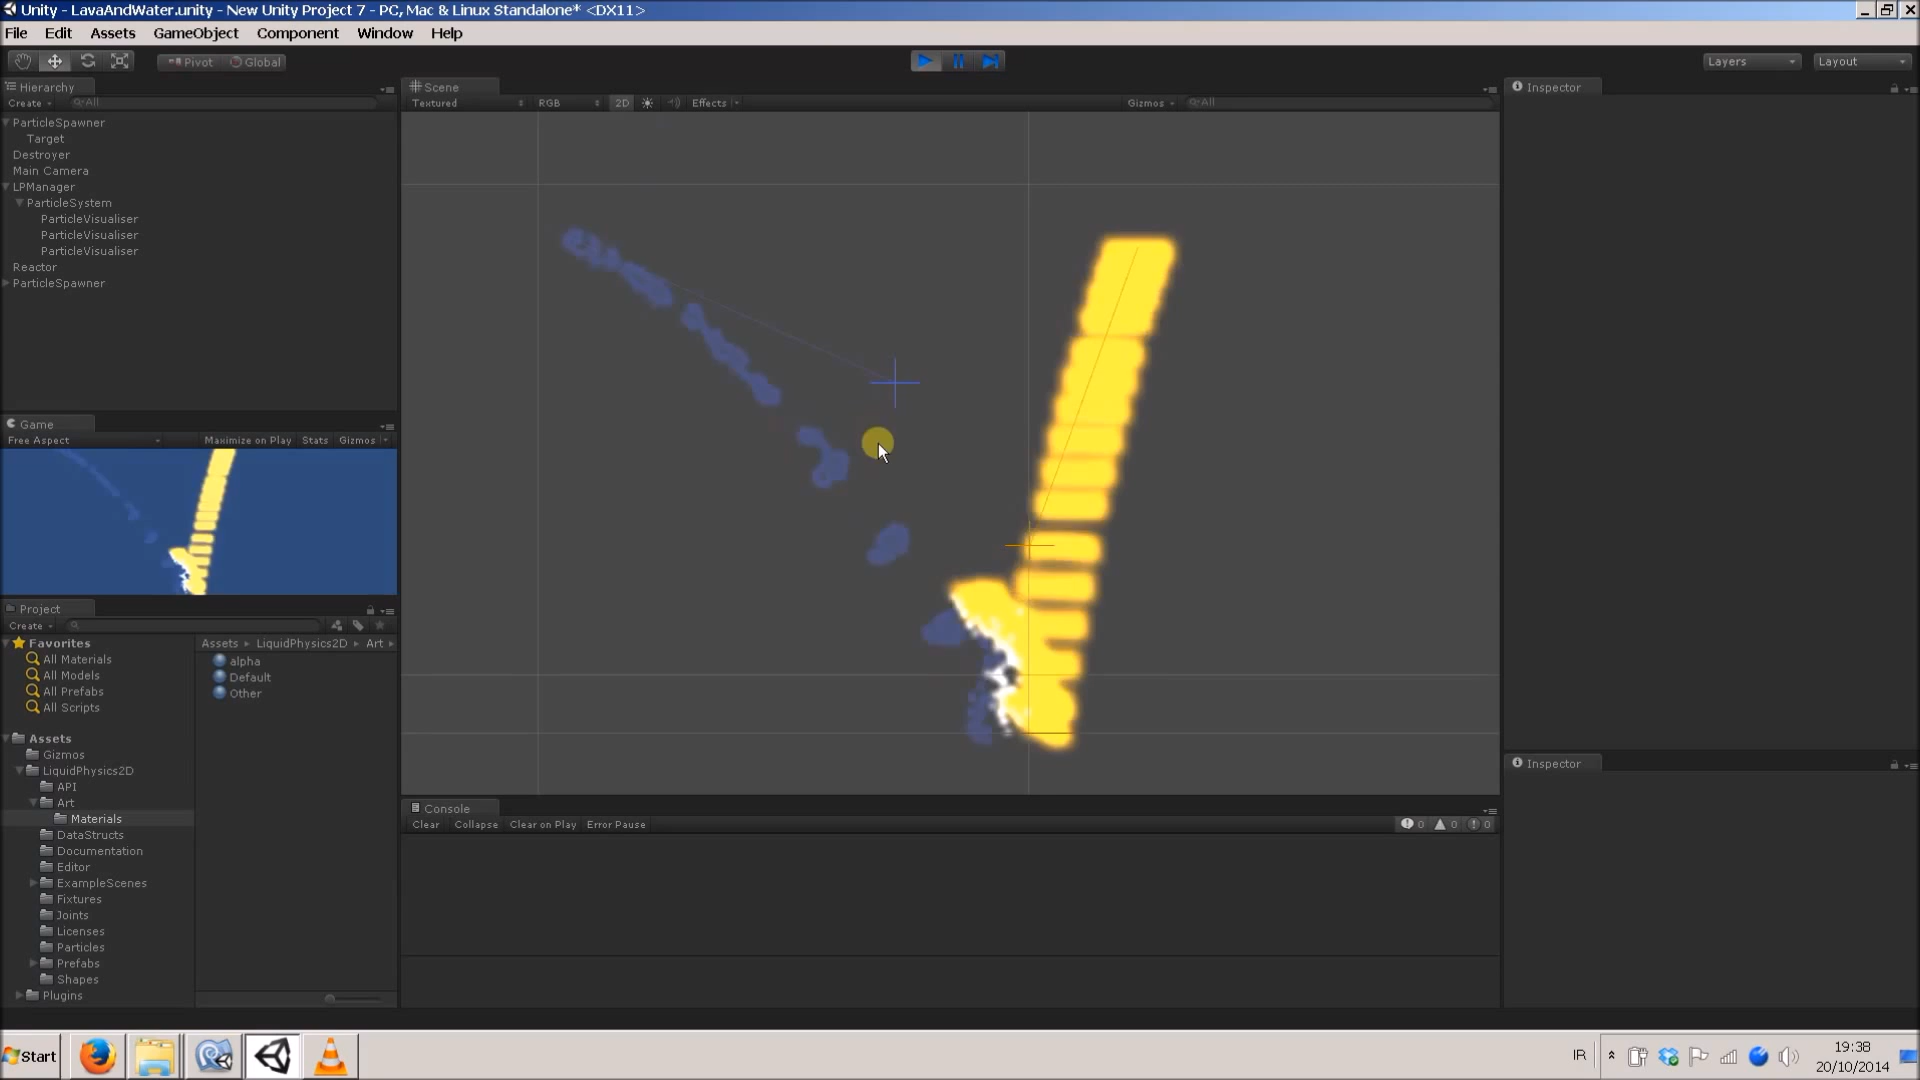 Unity - LavaAndWater.unity - New Unity Project 7 - PC, Mac & Linux Standalone* <DX11>
File Edit Assets GameObject Component Window Help
Pivot Global Layers Layout
Hierarchy
Create All
ParticleSpawner
Target
Destroyer
Main Camera
LPManager
ParticleSystem
ParticleVisualiser
ParticleVisualiser
ParticleVisualiser
Reactor
ParticleSpawner
Game
Free Aspect Maximize on Play Stats Gizmos
Project
Create
Favorites
All Materials
All Models
All Prefabs
All Scripts
Assets
Gizmos
LiquidPhysics2D
API
Art
Materials
DataStructs
Documentation
Editor
ExampleScenes
Fixtures
Joints
Licenses
Particles
Prefabs
Shapes
Plugins
Assets LiquidPhysics2D Art
alpha
Default
Other
Scene
Textured RGB 2D Effects Gizmos All
Console
Clear Collapse Clear on Play Error Pause 0 0 0
Inspector
Inspector
Start
IR
19:38
20/10/2014